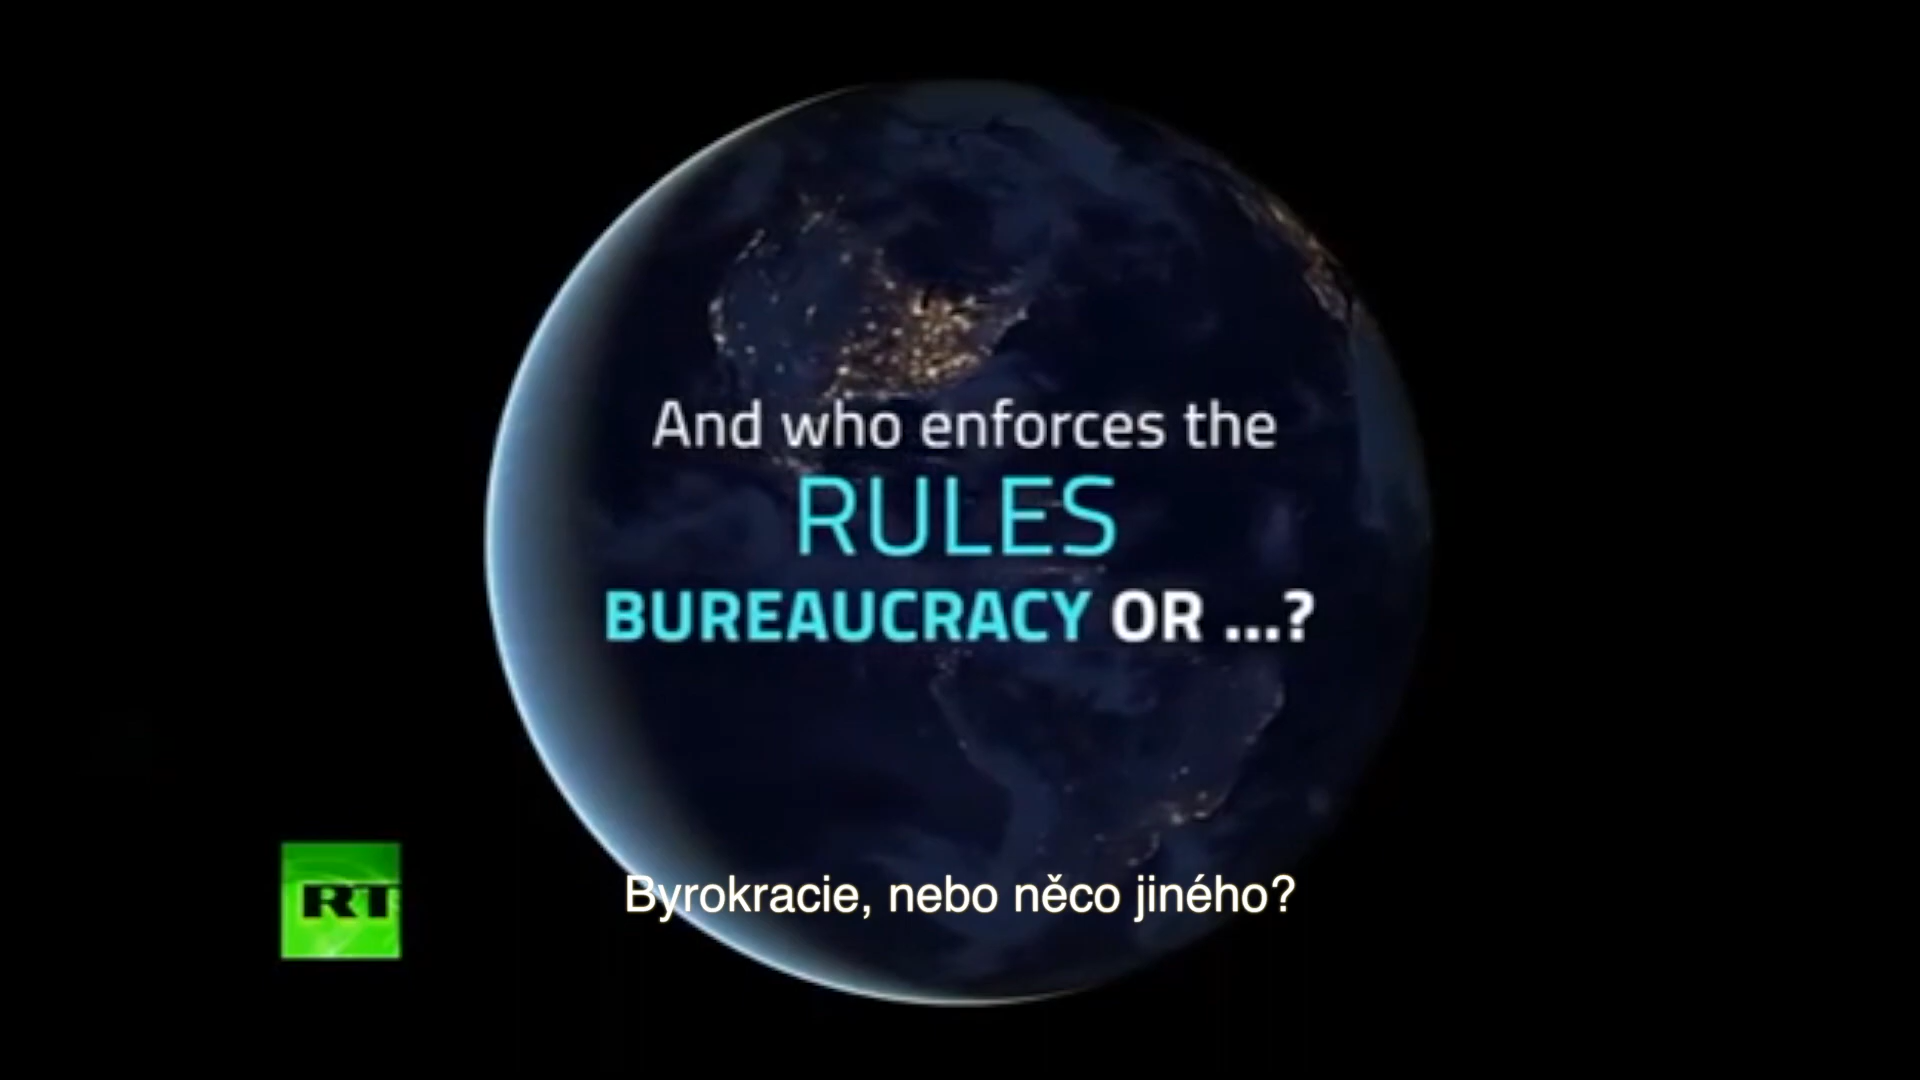 And who enforces the
RULES
BUREAUCRACY OR ...?
RT
Byrokracie, nebo něco jiného?